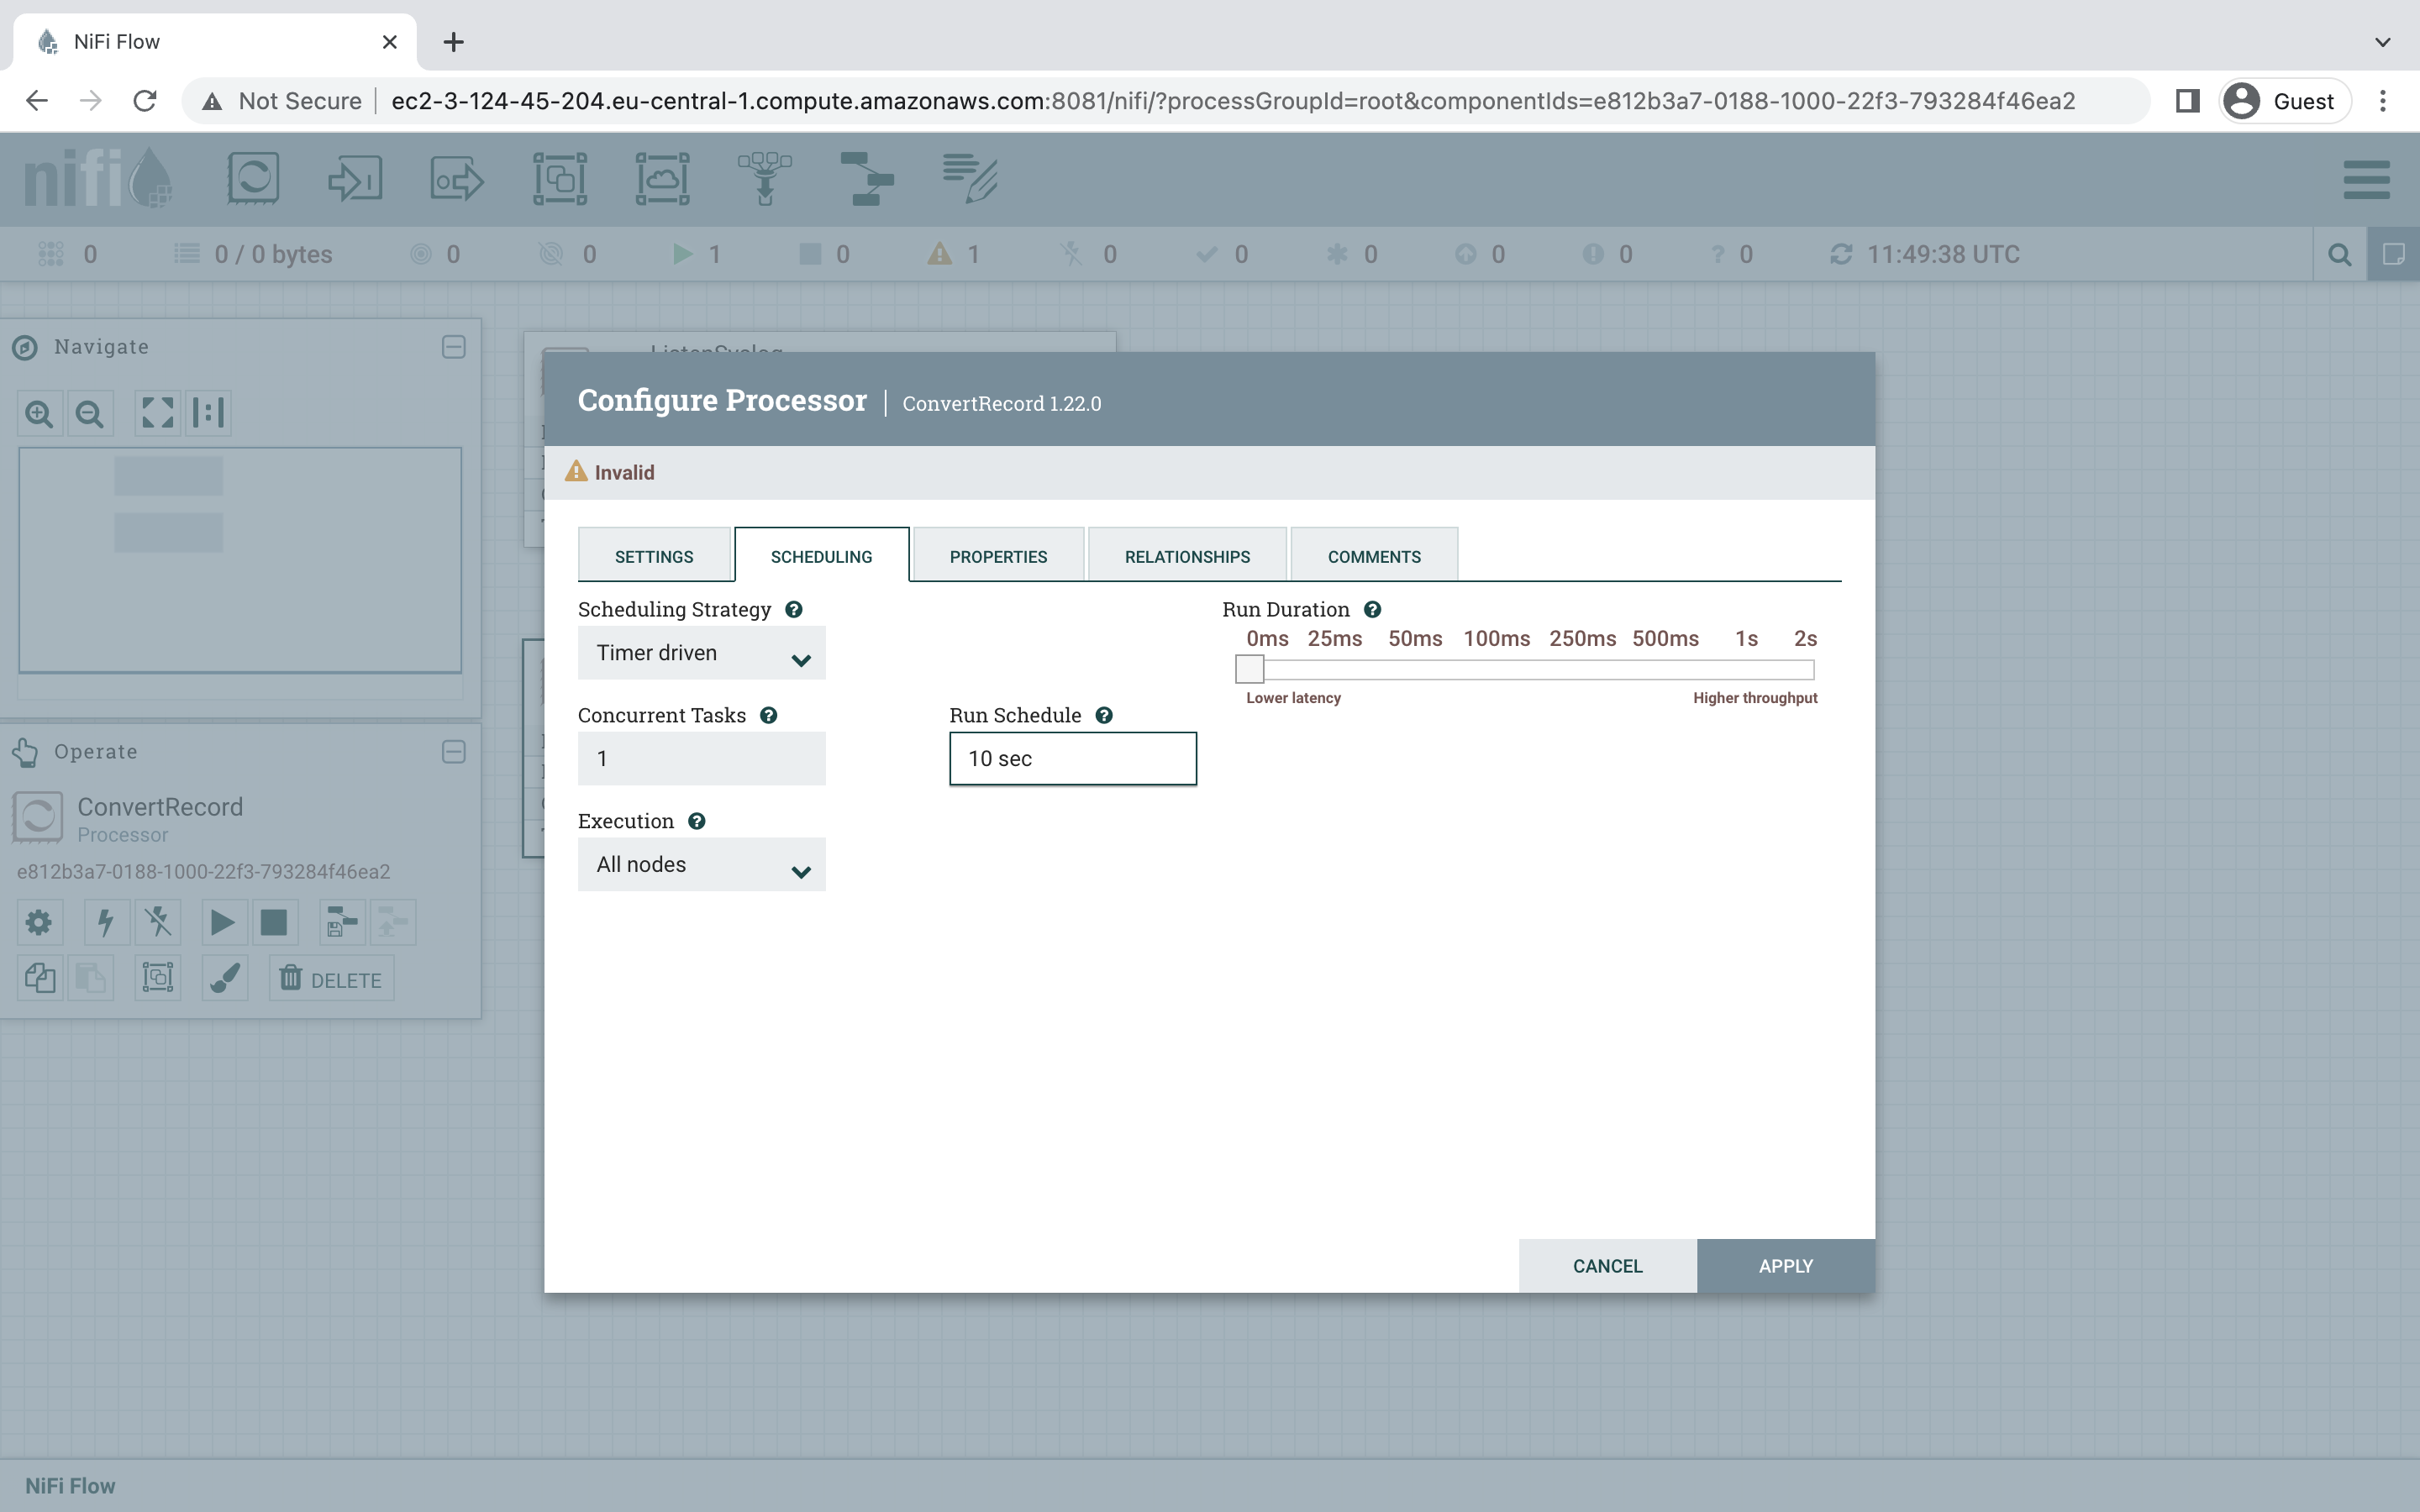 NiFi Flow
Not Secure
ec2-3-124-45-204.eu-central-1.compute.amazonaws.com:8081/nifi/?processGroupId=root&componentIds=e812b3a7-0188-1000-22f3-793284f46ea2
Guest
nifi
0 0 / 0 bytes 0 0 1 0 1 0 0 0 0 0 0 11:49:38 UTC
Navigate
Operate
ConvertRecord
Processor
e812b3a7-0188-1000-22f3-793284f46ea2
DELETE
ListenSyslog
Configure Processor | ConvertRecord 1.22.0
Invalid
SETTINGS SCHEDULING PROPERTIES RELATIONSHIPS COMMENTS
Scheduling Strategy
Timer driven
Run Duration
0ms 25ms 50ms 100ms 250ms 500ms 1s 2s
Lower latency Higher throughput
Concurrent Tasks
1
Run Schedule
10 sec
Execution
All nodes
CANCEL APPLY
NiFi Flow